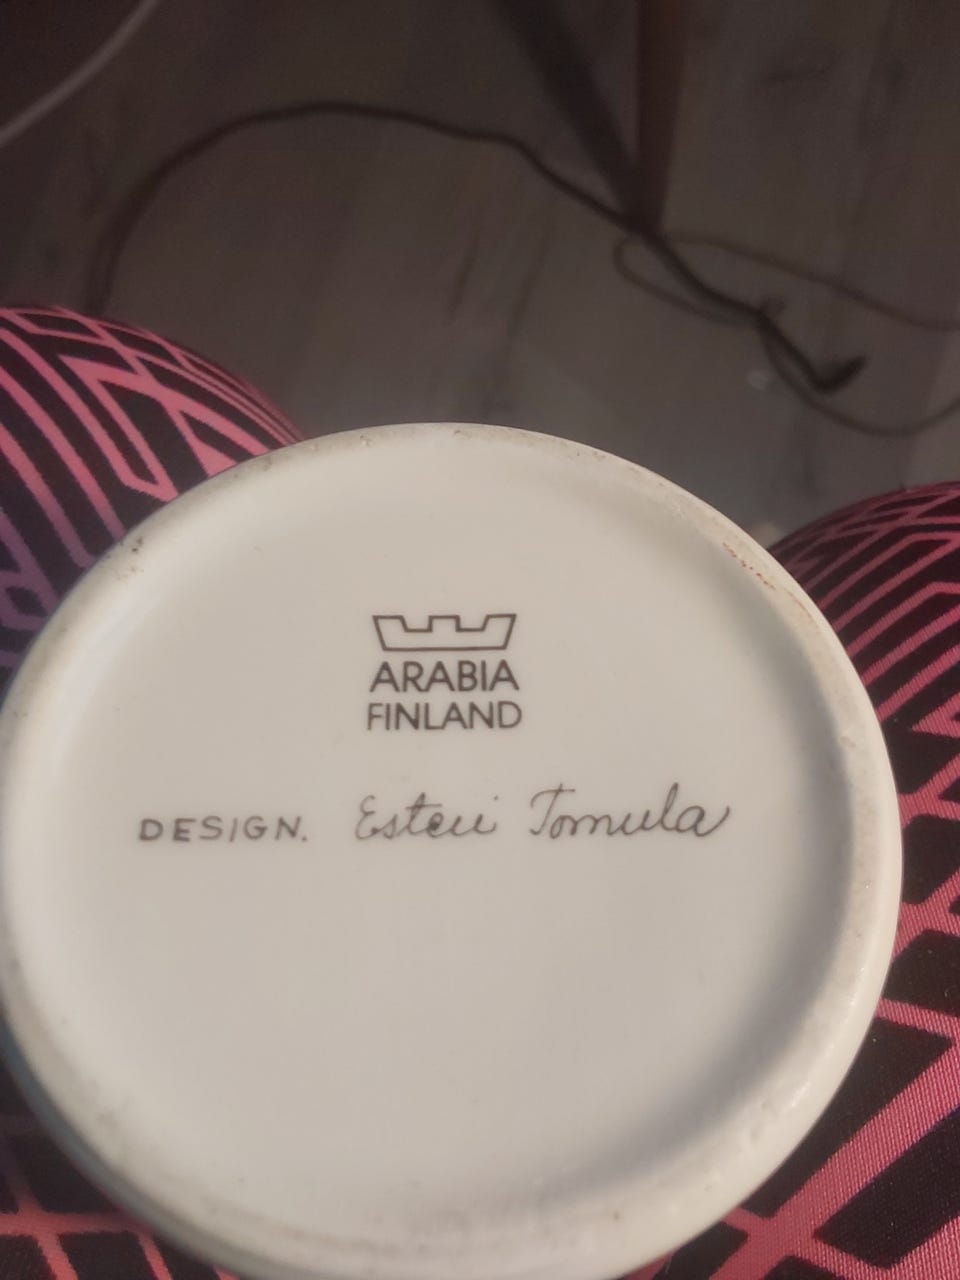 ARABIA
FINLAND
DESIGN. Esteri Tomula